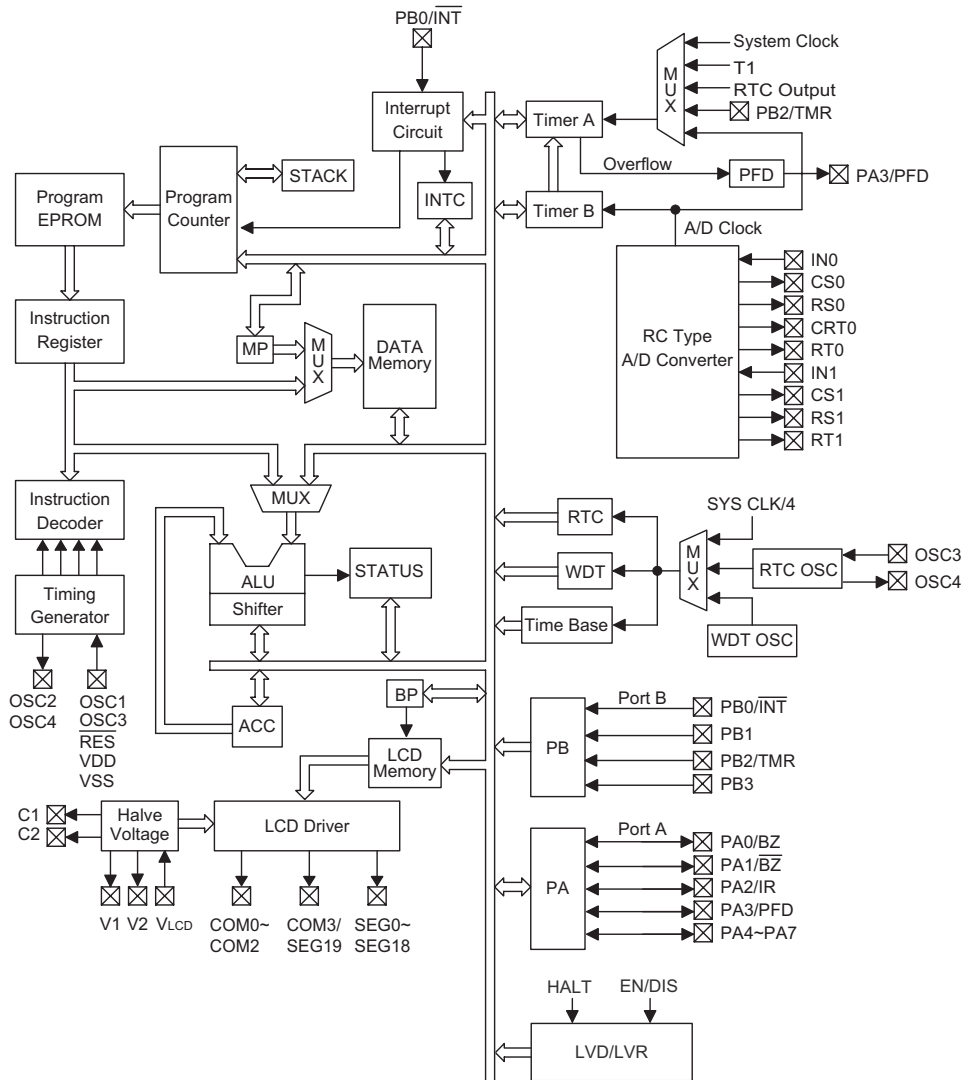 PB0/INT
System Clock
T1
RTC Output
PB2/TMR
MUX
Interrupt
Circuit
Timer A
Overflow
PFD
PA3/PFD
STACK
INTC
Timer B
A/D Clock
Program
EPROM
Program
Counter
Instruction
Register
MP
MUX
DATA
Memory
RC Type
A/D Converter
IN0
CS0
RS0
CRT0
RT0
IN1
CS1
RS1
RT1
Instruction
Decoder
MUX
ALU
Shifter
STATUS
Timing
Generator
OSC2
OSC4
OSC1
OSC3
RES
VDD
VSS
ACC
BP
LCD
Memory
RTC
WDT
Time Base
MUX
SYS CLK/4
RTC OSC
OSC3
OSC4
WDT OSC
PB
Port B
PB0/INT
PB1
PB2/TMR
PB3
C1
C2
Halve
Voltage
LCD Driver
V1
V2
VLCD
COM0~
COM2
COM3/
SEG19
SEG0~
SEG18
PA
Port A
PA0/BZ
PA1/BZ
PA2/IR
PA3/PFD
PA4~PA7
HALT
EN/DIS
LVD/LVR